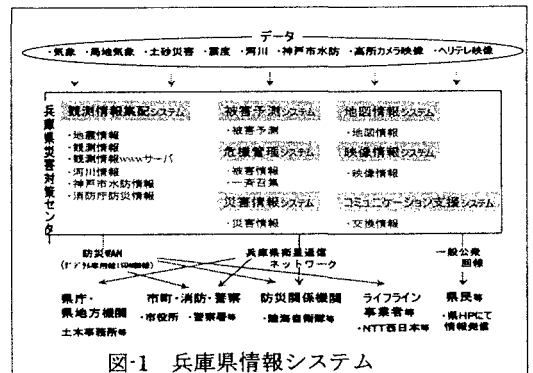 データ
・気象 ・局地気象 ・土砂災害 ・震度 ・河川 ・神戸市水防 ・高所カメラ映像 ・ヘリテレ映像
兵庫県災害対策センタ
観測情報集配システム
・地震情報
・観測情報
・観測情報wwwサーバ
・河川情報
・神戸市水防情報
・消防庁防災情報
被害予測システム
・被害予測
危機管理システム
・被害情報
・一斉召集
災害情報システム
・災害情報
地図情報システム
・地図情報
映像情報システム
・映像情報
コミュニケーション支援システム
・交換情報
防災WAN
兵庫県衛星通信
ネットワーク
一般公衆
回線
県庁・
県地方機関
土木事務所等
市町・消防・警察
・市役所 ・警察署等
防災関係機関
・陸海自衛隊等
ライフライン
事業者等
・NTT西日本等
県民等
・県HPにて
情報発信
図-1 兵庫県情報システム